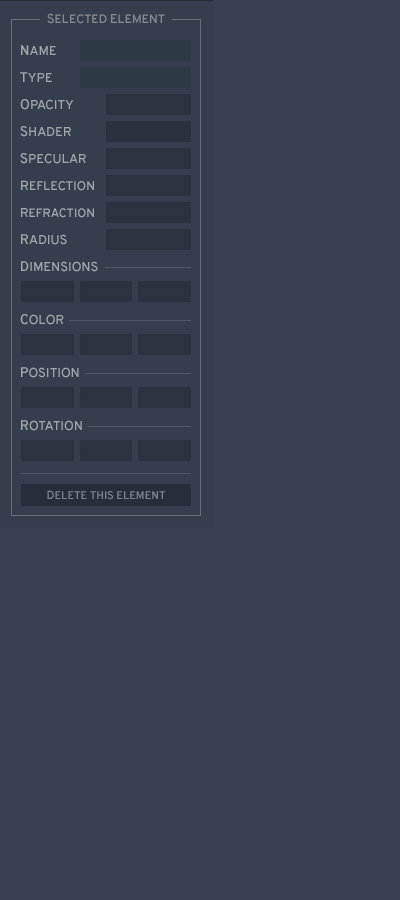 SELECTED ELEMENT
NAME
TYPE
OPACITY
SHADER
SPECULAR
REFLECTION
REFRACTION
RADIUS
DIMENSIONS
COLOR
POSITION
ROTATION
DELETE THIS ELEMENT